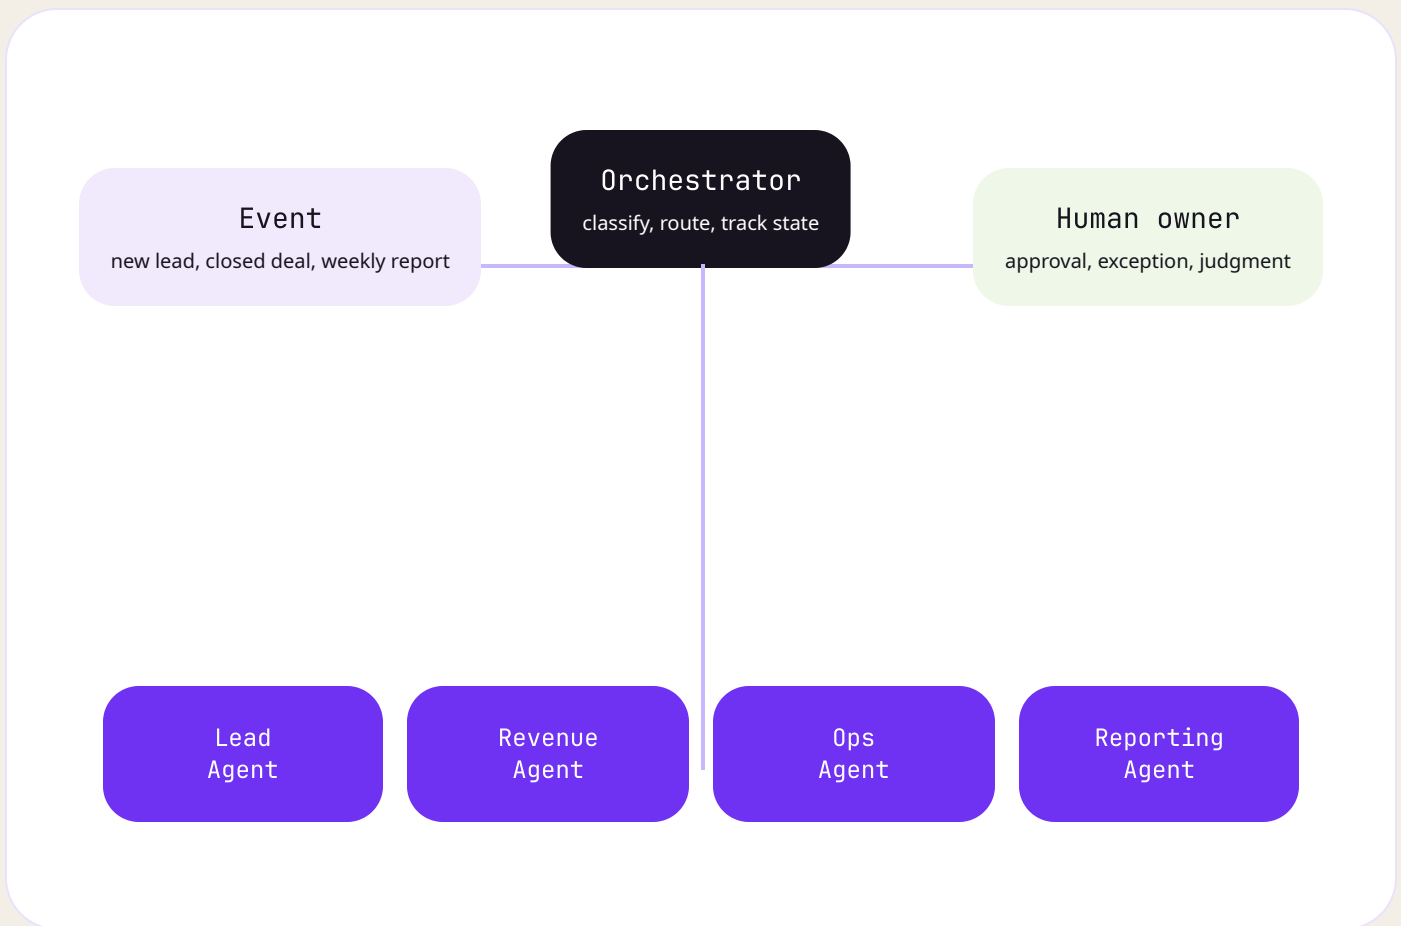 Orchestrator
classify, route, track state
Event
new lead, closed deal, weekly report
Human owner
approval, exception, judgment
Lead
Agent
Revenue
Agent
Ops
Agent
Reporting
Agent